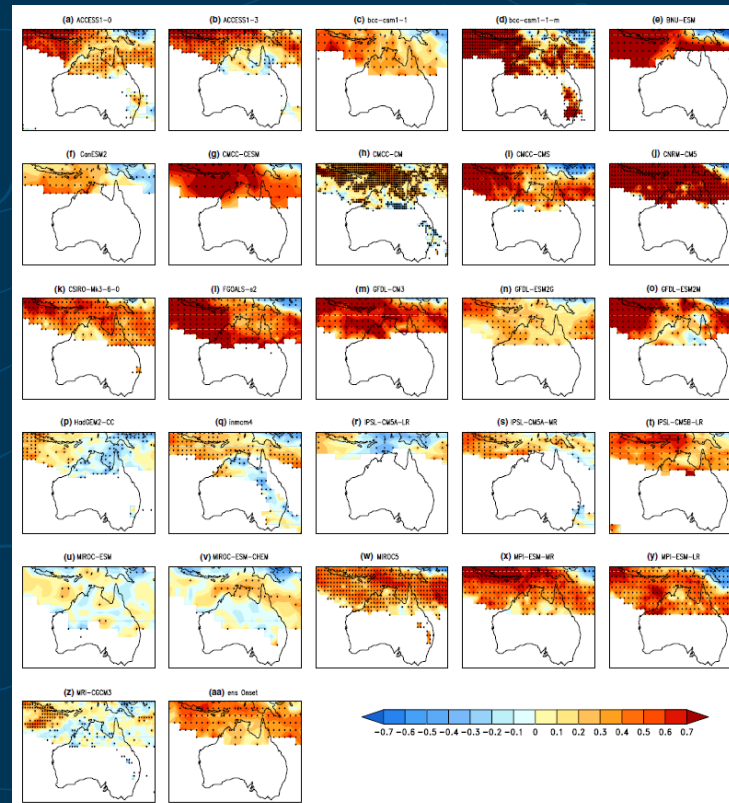 (a) ACCESS1-0 (b) ACCESS1-3 (c) bcc-csm1-1 (d) bcc-csm1-1-m (e) BNU-ESM
(f) CanESM2 (g) CMCC-CESM (h) CMCC-CM (i) CMCC-CMS (j) CNRM-CM5
(k) CSIRO-Mk3-6-0 (l) FGOALS-s2 (m) GFDL-CM3 (n) GFDL-ESM2G (o) GFDL-ESM2M
(p) HadGEM2-CC (q) inmcm4 (r) IPSL-CM5A-LR (s) IPSL-CM5A-MR (t) IPSL-CM5B-LR
(u) MIROC-ESM (v) MIROC-ESM-CHEM (w) MIROC5 (x) MPI-ESM-MR (y) MPI-ESM-LR
(z) MRI-CGCM3 (aa) ens Onset
-0.7 -0.6 -0.5 -0.4 -0.3 -0.2 -0.1 0 0.1 0.2 0.3 0.4 0.5 0.6 0.7